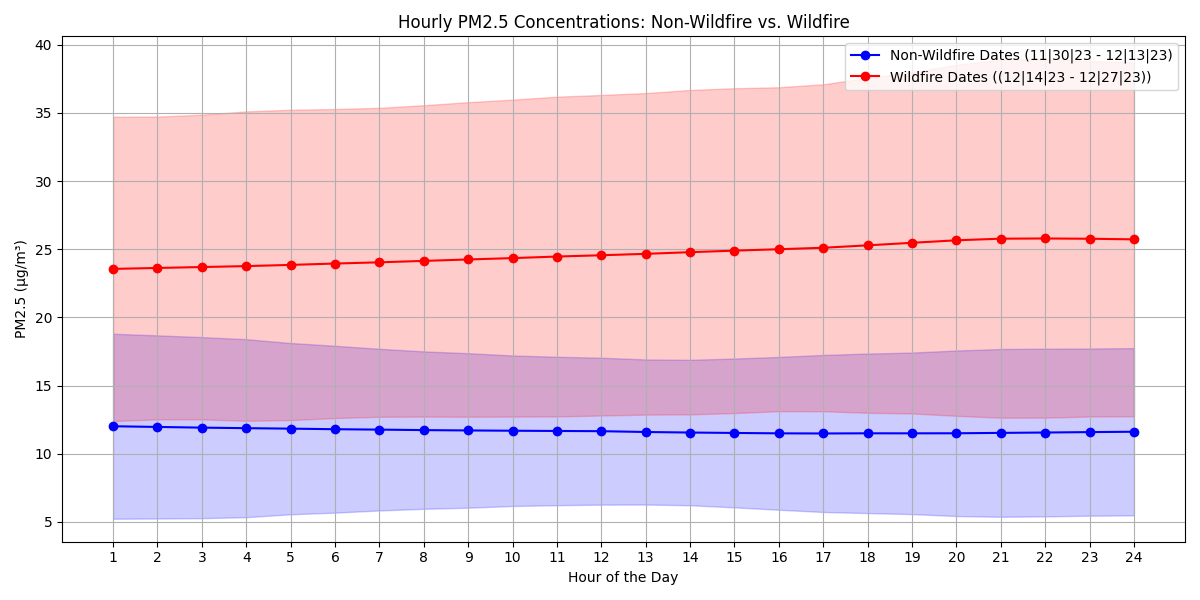 Hourly PM2.5 Concentrations: Non-Wildfire vs. Wildfire
Non-Wildfire Dates (11|30|23 - 12|13|23)
Wildfire Dates ((12|14|23 - 12|27|23))
PM2.5 (µg/m³)
40
35
30
25
20
15
10
5
1 2 3 4 5 6 7 8 9 10 11 12 13 14 15 16 17 18 19 20 21 22 23 24
Hour of the Day